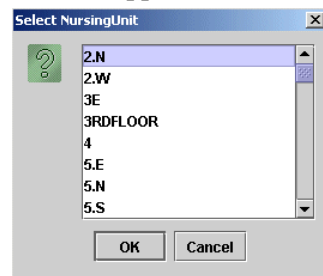 Select NursingUnit
2.N
2.W
3E
3RDFLOOR
4
5.E
5.N
5.S
OK
Cancel